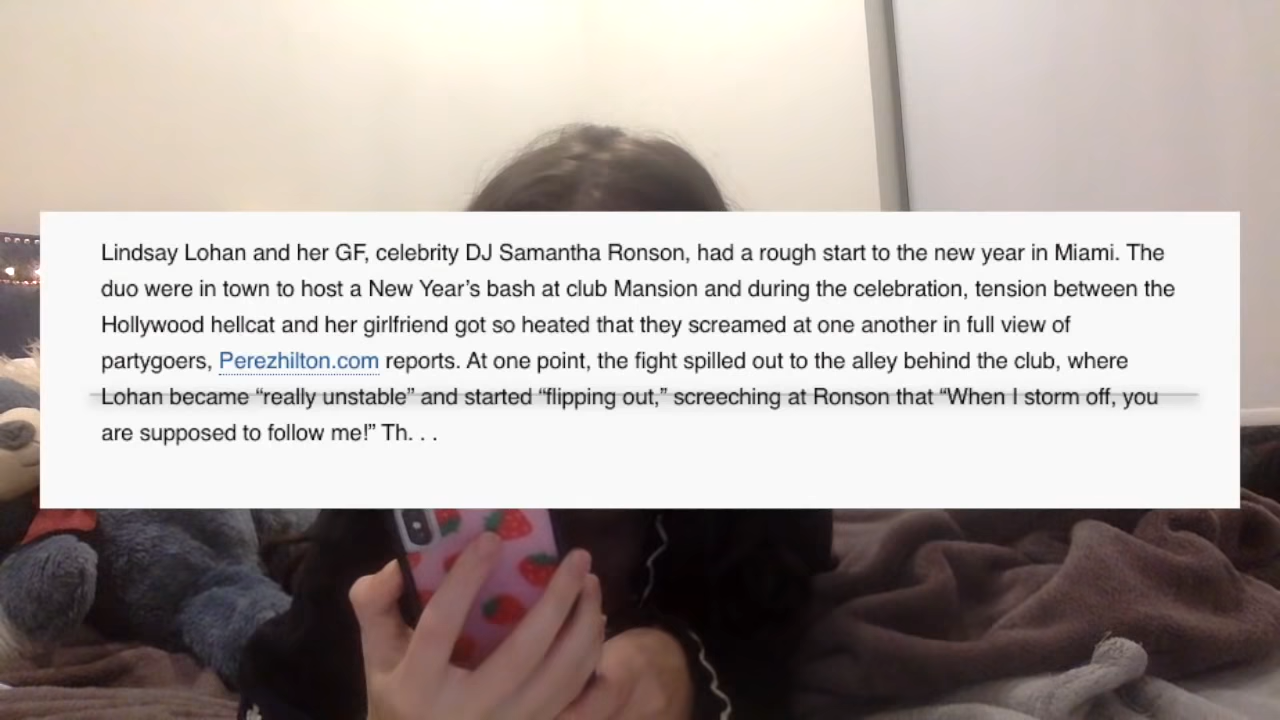 Lindsay Lohan and her GF, celebrity DJ Samantha Ronson, had a rough start to the new year in Miami. The
duo were in town to host a New Year’s bash at club Mansion and during the celebration, tension between the
Hollywood hellcat and her girlfriend got so heated that they screamed at one another in full view of
partygoers, Perezhilton.com reports. At one point, the fight spilled out to the alley behind the club, where
Lohan became “really unstable” and started “flipping out,” screeching at Ronson that “When I storm off, you
are supposed to follow me!” Th. . .